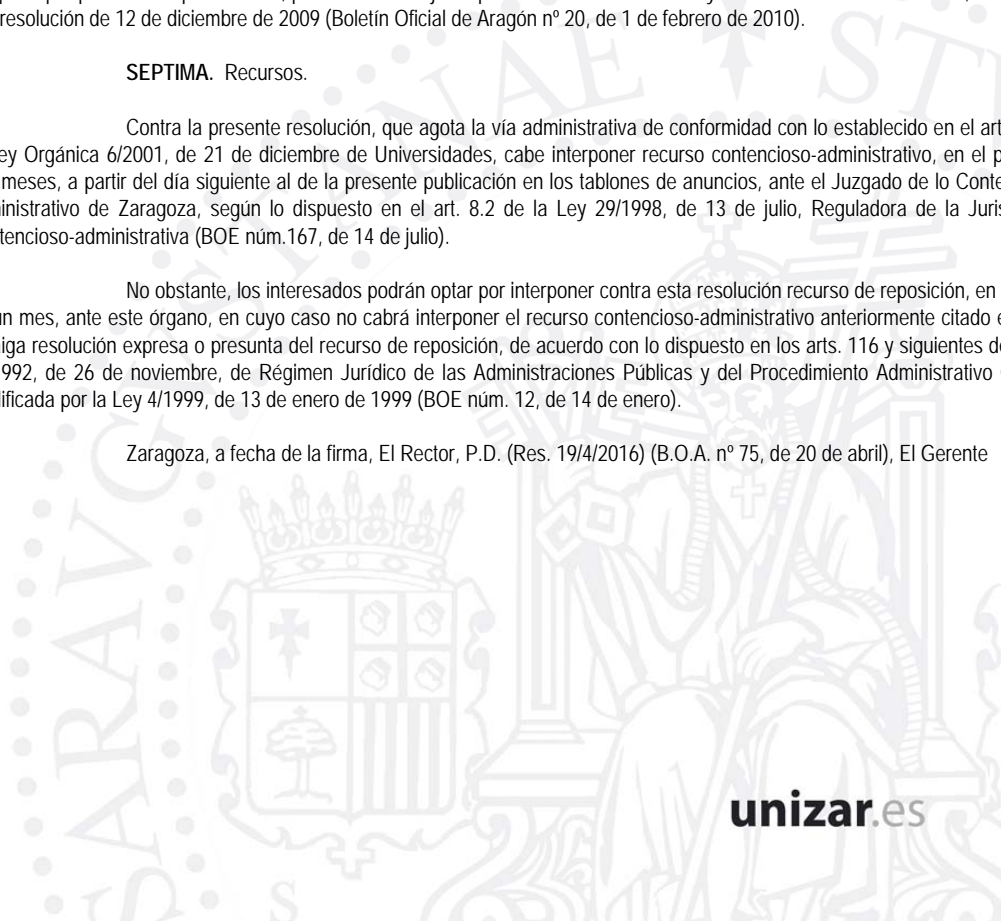 resolución de 12 de diciembre de 2009 (Boletín Oficial de Aragón nº 20, de 1 de febrero de 2010).
SEPTIMA. Recursos.
Contra la presente resolución, que agota la vía administrativa de conformidad con lo establecido en el art
ey Orgánica 6/2001, de 21 de diciembre de Universidades, cabe interponer recurso contencioso-administrativo, en el p
meses, a partir del día siguiente al de la presente publicación en los tablones de anuncios, ante el Juzgado de lo Conte
inistrativo de Zaragoza, según lo dispuesto en el art. 8.2 de la Ley 29/1998, de 13 de julio, Reguladora de la Juris
tencioso-administrativa (BOE núm.167, de 14 de julio).
No obstante, los interesados podrán optar por interponer contra esta resolución recurso de reposición, en
un mes, ante este órgano, en cuyo caso no cabrá interponer el recurso contencioso-administrativo anteriormente citado e
iga resolución expresa o presunta del recurso de reposición, de acuerdo con lo dispuesto en los arts. 116 y siguientes de
992, de 26 de noviembre, de Régimen Jurídico de las Administraciones Públicas y del Procedimiento Administrativo
ificada por la Ley 4/1999, de 13 de enero de 1999 (BOE núm. 12, de 14 de enero).
Zaragoza, a fecha de la firma, El Rector, P.D. (Res. 19/4/2016) (B.O.A. nº 75, de 20 de abril), El Gerente
unizar.es